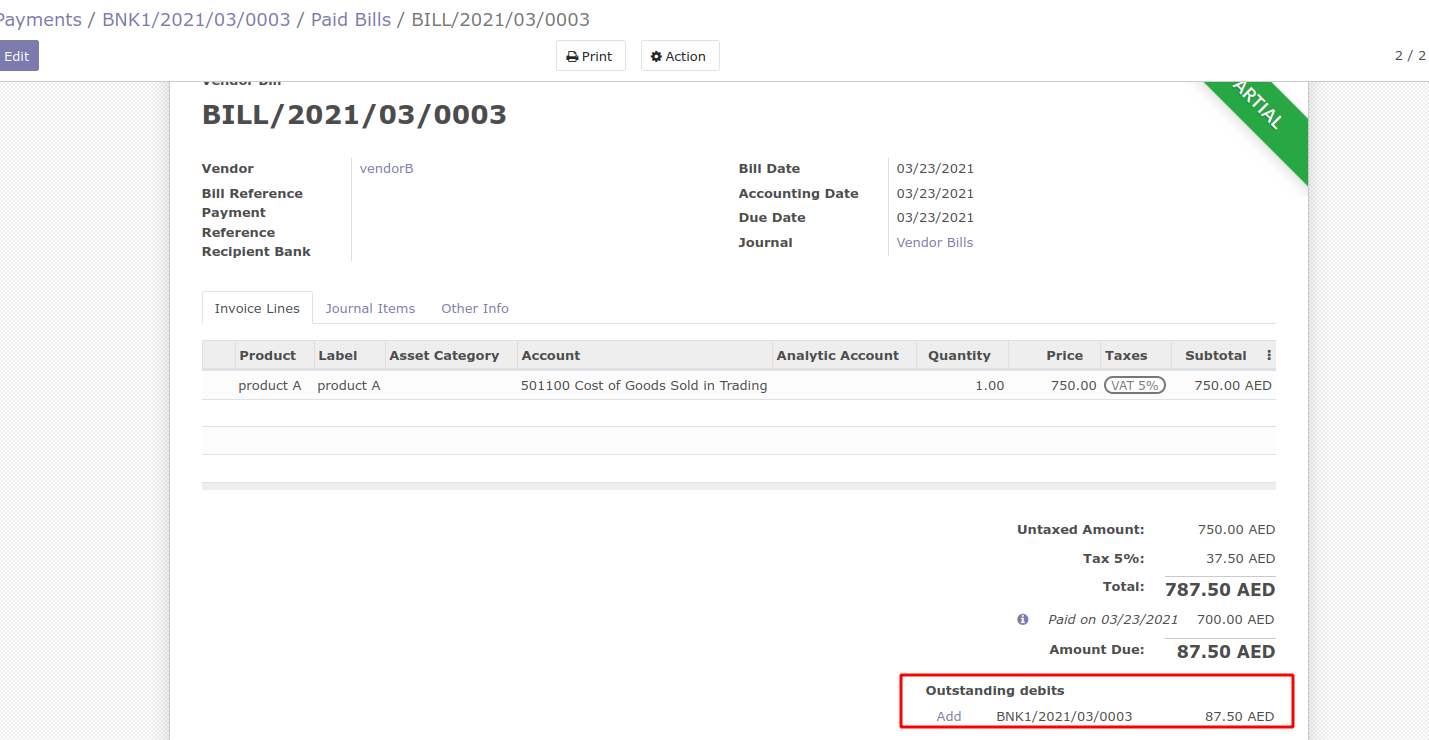 Payments / BNK1/2021/03/0003 / Paid Bills / BILL/2021/03/0003
Edit Print Action 2 / 2
Vendor Bill
ARTIAL
BILL/2021/03/0003
Vendor vendorB Bill Date 03/23/2021
Bill Reference Accounting Date 03/23/2021
Payment Due Date 03/23/2021
Reference Journal Vendor Bills
Recipient Bank
Invoice Lines Journal Items Other Info
Product Label Asset Category Account Analytic Account Quantity Price Taxes Subtotal
product A product A 501100 Cost of Goods Sold in Trading 1.00 750.00 VAT 5% 750.00 AED
Untaxed Amount: 750.00 AED
Tax 5%: 37.50 AED
Total: 787.50 AED
Paid on 03/23/2021 700.00 AED
Amount Due: 87.50 AED
Outstanding debits
Add BNK1/2021/03/0003 87.50 AED